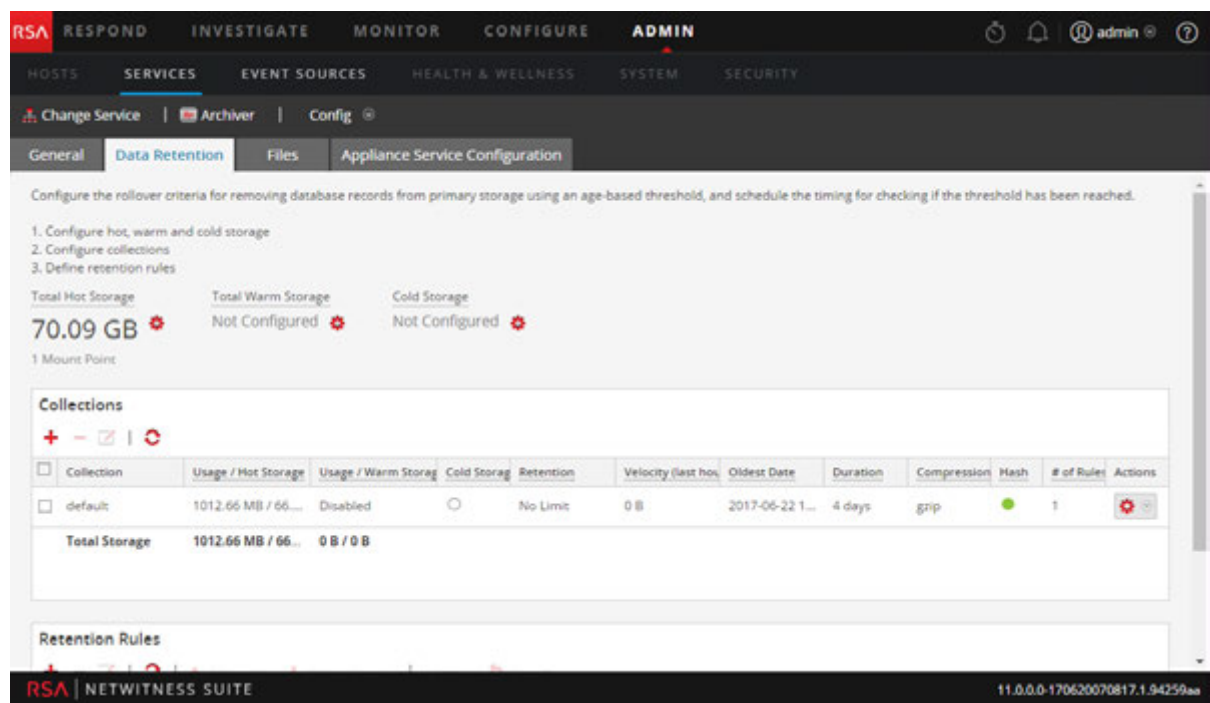 RSA RESPOND INVESTIGATE MONITOR CONFIGURE ADMIN admin
HOSTS SERVICES EVENT SOURCES HEALTH & WELLNESS SYSTEM SECURITY
Change Service | Archiver | Config
General Data Retention Files Appliance Service Configuration
Configure the rollover criteria for removing database records from primary storage using an age-based threshold, and schedule the timing for checking if the threshold has been reached.
1. Configure hot, warm and cold storage
2. Configure collections
3. Define retention rules
Total Hot Storage Total Warm Storage Cold Storage
70.09 GB Not Configured Not Configured
1 Mount Point
Collections
Collection Usage / Hot Storage Usage / Warm Storag Cold Storag Retention Velocity (last hou Oldest Date Duration Compression Hash # of Rules Actions
default 1012.66 MB / 66.... Disabled No Limit 0 B 2017-06-22 1... 4 days gzip 1
Total Storage 1012.66 MB / 66... 0 B / 0 B
Retention Rules
RSA | NETWITNESS SUITE 11.0.0.0-170620070817.1.94259aa